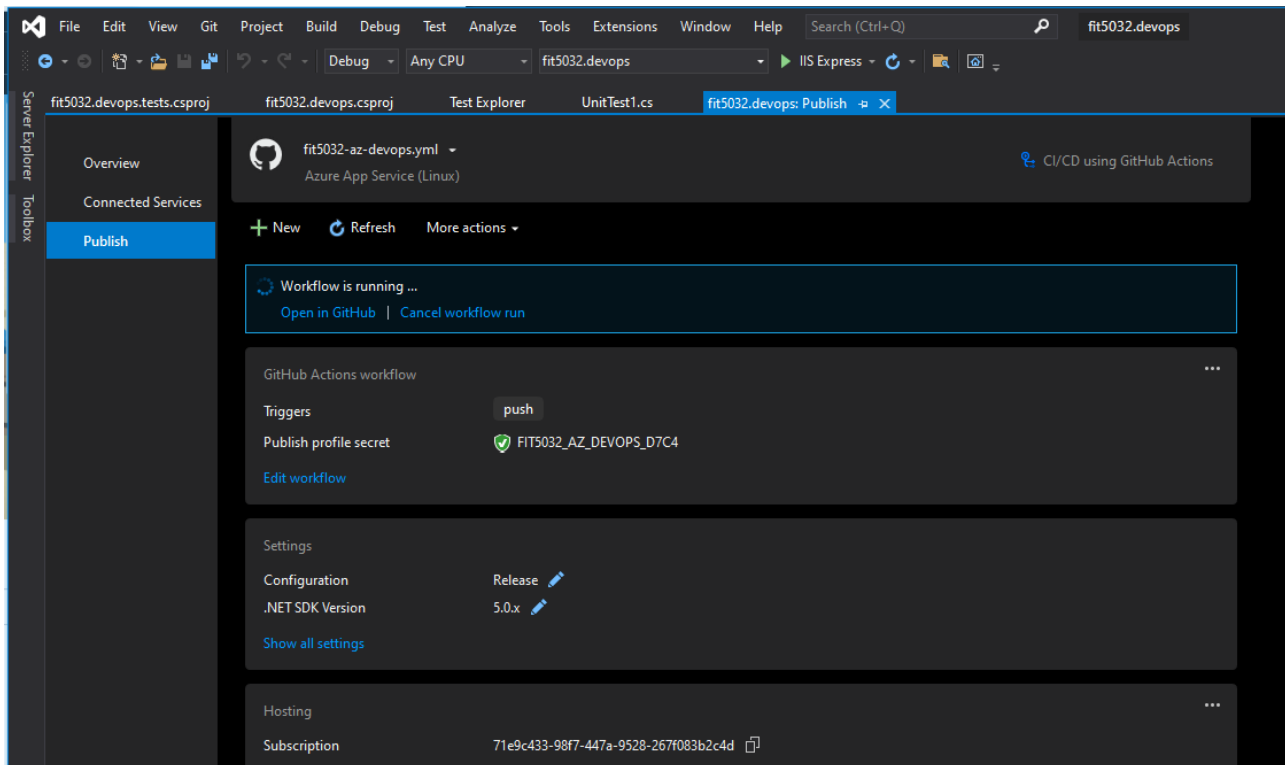 File Edit View Git Project Build Debug Test Analyze Tools Extensions Window Help Search (Ctrl+Q) fit5032.devops
Debug Any CPU fit5032.devops IIS Express
Server Explorer
Toolbox
fit5032.devops.tests.csproj fit5032.devops.csproj Test Explorer UnitTest1.cs fit5032.devops: Publish
Overview
Connected Services
Publish
fit5032-az-devops.yml
Azure App Service (Linux)
CI/CD using GitHub Actions
New Refresh More actions
Workflow is running ...
Open in GitHub | Cancel workflow run
GitHub Actions workflow
Triggers push
Publish profile secret FIT5032_AZ_DEVOPS_D7C4
Edit workflow
Settings
Configuration Release
.NET SDK Version 5.0.x
Show all settings
Hosting
Subscription 71e9c433-98f7-447a-9528-267f083b2c4d